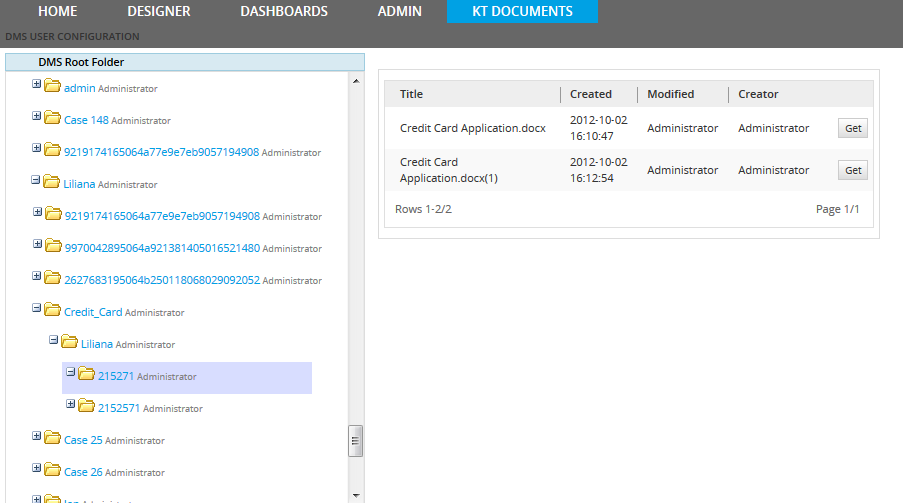 HOME DESIGNER DASHBOARDS ADMIN KT DOCUMENTS
DMS USER CONFIGURATION
DMS Root Folder
admin Administrator
Case 148 Administrator
9219174165064a77e9e7eb9057194908 Administrator
Liliana Administrator
9219174165064a77e9e7eb9057194908 Administrator
9970042895064a921381405016521480 Administrator
2627683195064b250118068029092052 Administrator
Credit_Card Administrator
Liliana Administrator
215271 Administrator
2152571 Administrator
Case 25 Administrator
Case 26 Administrator
Title Created Modified Creator
Credit Card Application.docx 2012-10-02 Administrator Administrator Get
16:10:47
Credit Card 2012-10-02 Administrator Administrator Get
Application.docx(1) 16:12:54
Rows 1-2/2 Page 1/1